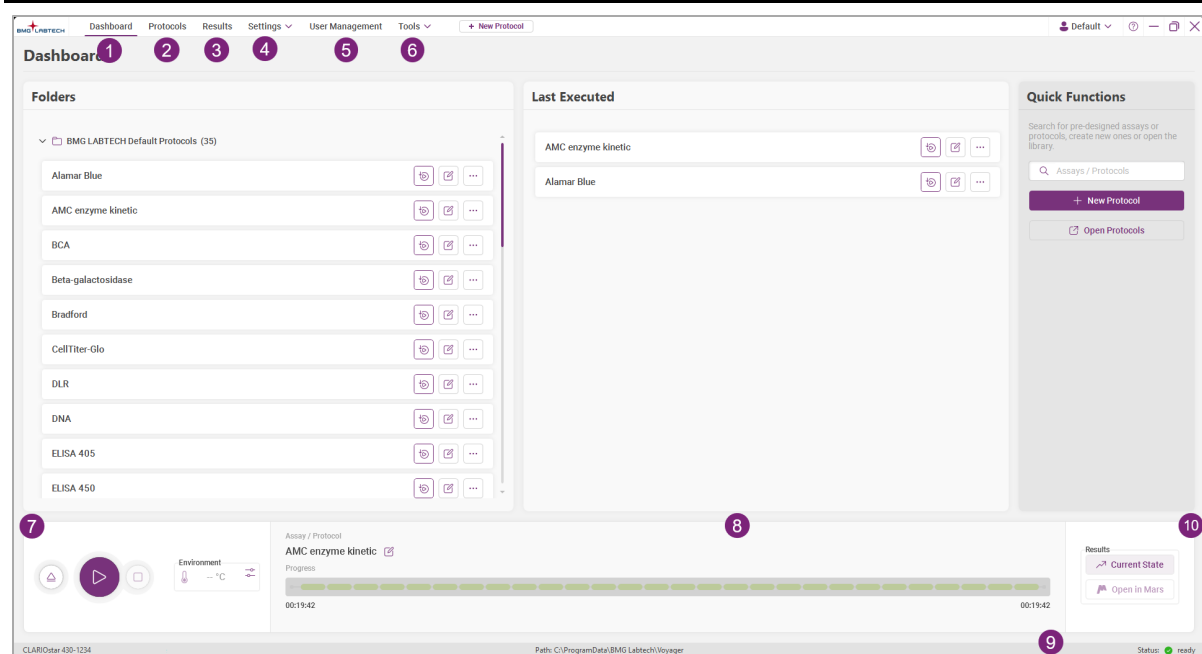 BMG LABTECH Dashboard Protocols Results Settings User Management Tools + New Protocol Default
1 2 3 4 5 6
Dashboard
Folders
BMG LABTECH Default Protocols (35)
Alamar Blue
AMC enzyme kinetic
BCA
Beta-galactosidase
Bradford
CellTiter-Glo
DLR
DNA
ELISA 405
ELISA 450
Last Executed
AMC enzyme kinetic
Alamar Blue
Quick Functions
Search for pre-designed assays or
protocols, create new ones or open the
library.
Assays / Protocols
+ New Protocol
Open Protocols
7
Environment
-- °C
8
Assay / Protocol
AMC enzyme kinetic
Progress
00:19:42 00:19:42
10
Results
Current State
Open in Mars
9
CLARIOstar 430-1234 Path: C:\ProgramData\BMG Labtech\Voyager Status: ready